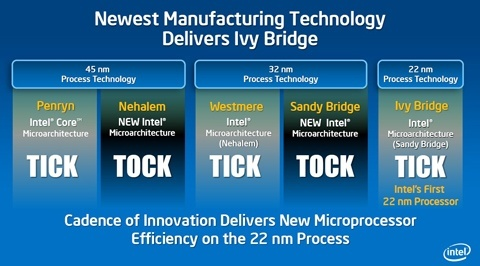 Newest Manufacturing Technology
Delivers Ivy Bridge
45 nm
Process Technology
32 nm
Process Technology
22 nm
Process Technology
Penryn
Intel® Core™
Microarchitecture
TICK
Nehalem
NEW Intel®
Microarchitecture
TOCK
Westmere
Intel®
Microarchitecture
(Nehalem)
TICK
Sandy Bridge
NEW Intel®
Microarchitecture
TOCK
Ivy Bridge
Intel®
Microarchitecture
(Sandy Bridge)
TICK
Intel's First
22 nm Processor
Cadence of Innovation Delivers New Microprocessor
Efficiency on the 22 nm Process
intel